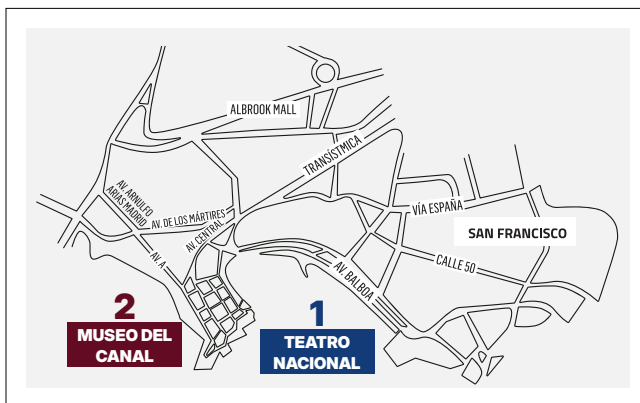 ALBROOK MALL
TRANSÍSTMICA
AV. ARNULFO
ARIAS MADRID
AV. DE LOS MÁRTIRES
AV. CENTRAL
VÍA ESPAÑA
SAN FRANCISCO
AV. A
CALLE 50
AV. BALBOA
2
MUSEO DEL
CANAL
1
TEATRO
NACIONAL